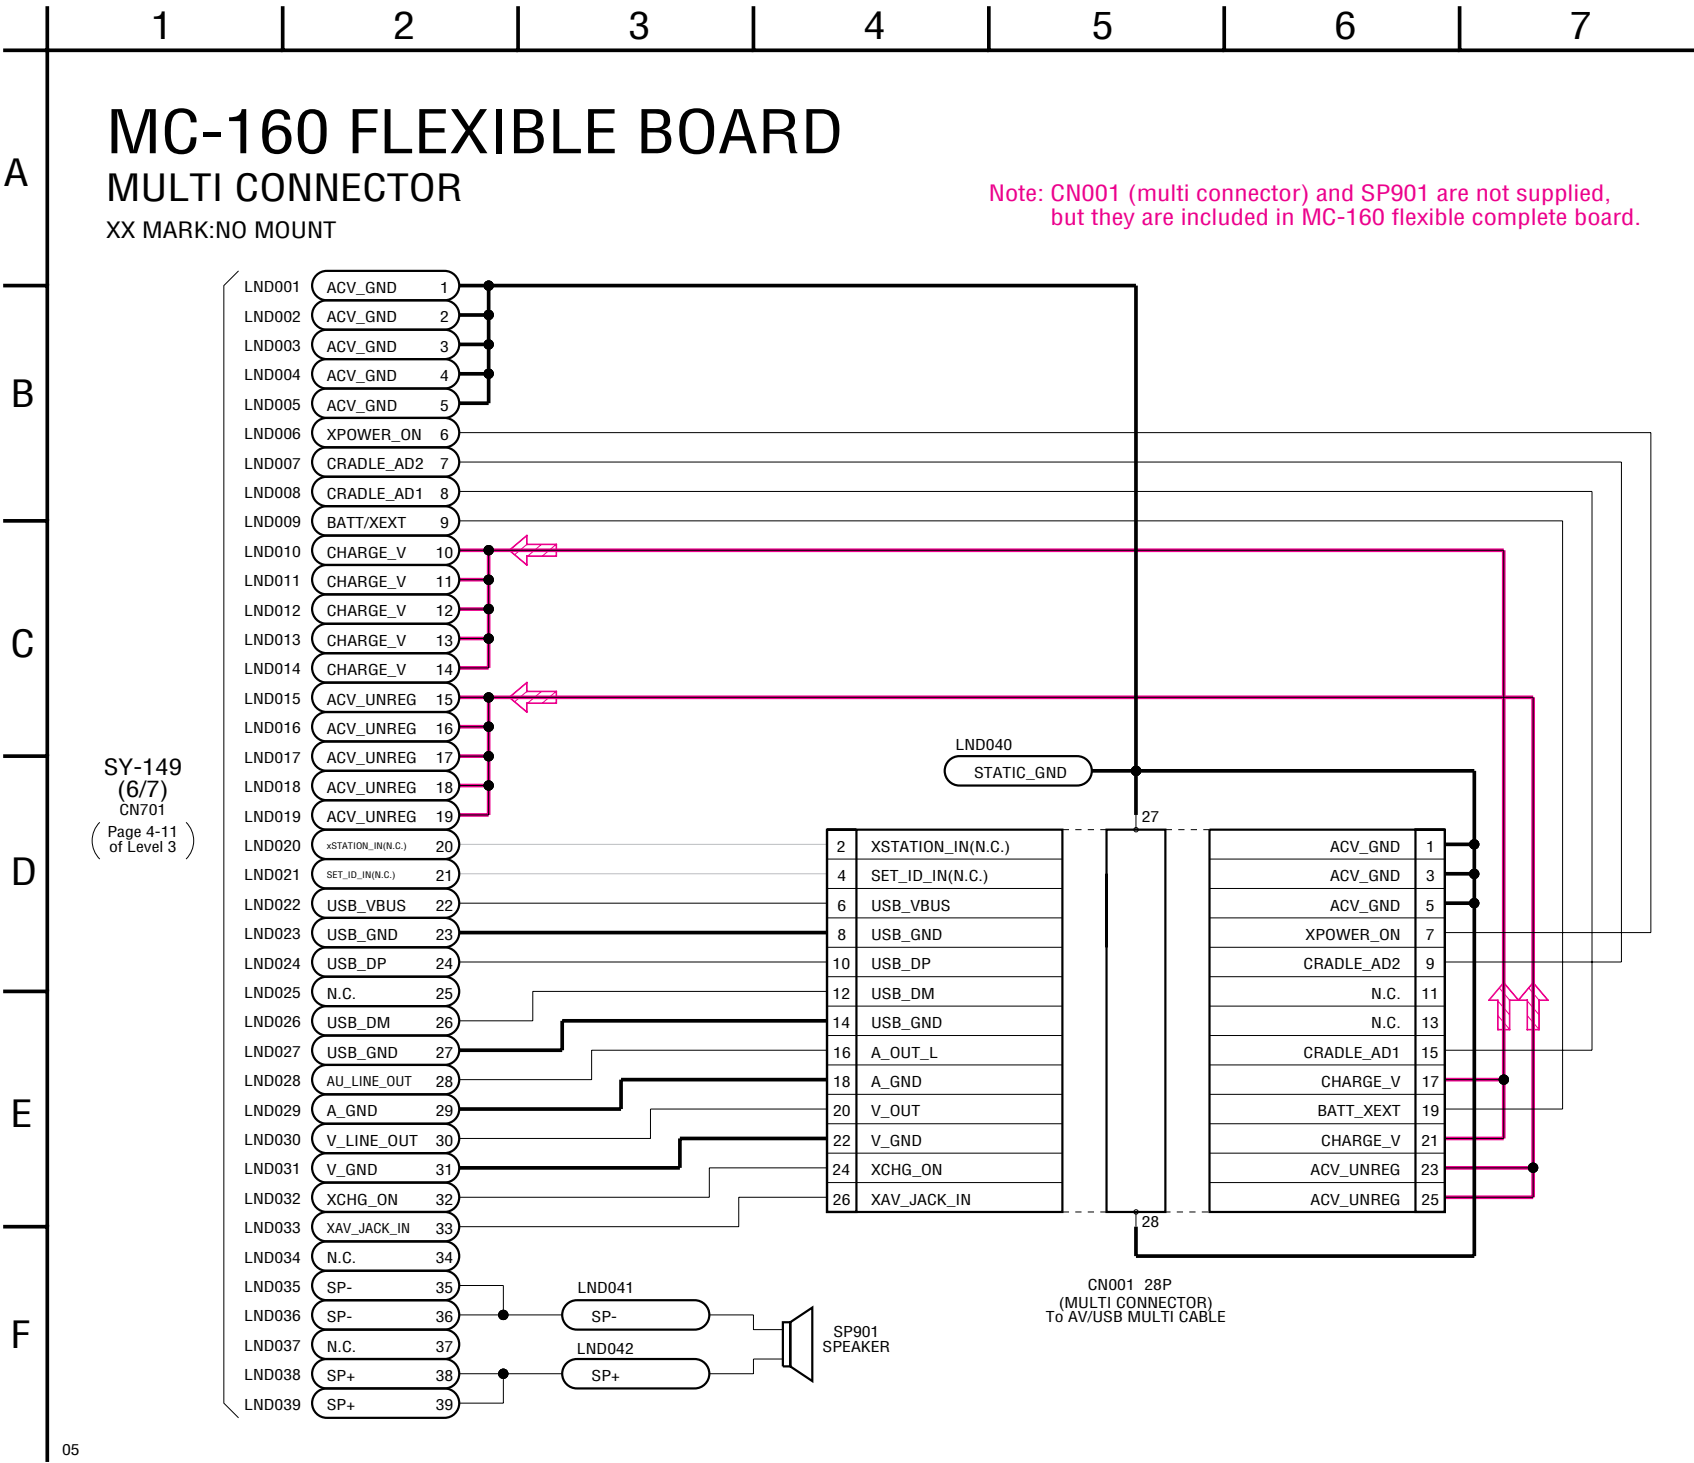 1 2 3 4 5 6 7
A
MC-160 FLEXIBLE BOARD
MULTI CONNECTOR
XX MARK:NO MOUNT
Note: CN001 (multi connector) and SP901 are not supplied,
but they are included in MC-160 flexible complete board.
B
C
D
E
F
LND001 ACV_GND 1
LND002 ACV_GND 2
LND003 ACV_GND 3
LND004 ACV_GND 4
LND005 ACV_GND 5
LND006 XPOWER_ON 6
LND007 CRADLE_AD2 7
LND008 CRADLE_AD1 8
LND009 BATT/XEXT 9
LND010 CHARGE_V 10
LND011 CHARGE_V 11
LND012 CHARGE_V 12
LND013 CHARGE_V 13
LND014 CHARGE_V 14
LND015 ACV_UNREG 15
LND016 ACV_UNREG 16
LND017 ACV_UNREG 17
LND018 ACV_UNREG 18
LND019 ACV_UNREG 19
LND020 xSTATION_IN(N.C.) 20
LND021 SET_ID_IN(N.C.) 21
LND022 USB_VBUS 22
LND023 USB_GND 23
LND024 USB_DP 24
LND025 N.C. 25
LND026 USB_DM 26
LND027 USB_GND 27
LND028 AU_LINE_OUT 28
LND029 A_GND 29
LND030 V_LINE_OUT 30
LND031 V_GND 31
LND032 XCHG_ON 32
LND033 XAV_JACK_IN 33
LND034 N.C. 34
LND035 SP- 35
LND036 SP- 36
LND037 N.C. 37
LND038 SP+ 38
LND039 SP+ 39
SY-149
(6/7)
CN701
Page 4-11
of Level 3
LND040
STATIC_GND
27
2 XSTATION_IN(N.C.)
4 SET_ID_IN(N.C.)
6 USB_VBUS
8 USB_GND
10 USB_DP
12 USB_DM
14 USB_GND
16 A_OUT_L
18 A_GND
20 V_OUT
22 V_GND
24 XCHG_ON
26 XAV_JACK_IN
ACV_GND 1
ACV_GND 3
ACV_GND 5
XPOWER_ON 7
CRADLE_AD2 9
N.C. 11
N.C. 13
CRADLE_AD1 15
CHARGE_V 17
BATT_XEXT 19
CHARGE_V 21
ACV_UNREG 23
ACV_UNREG 25
28
CN001 28P
(MULTI CONNECTOR)
To AV/USB MULTI CABLE
LND041
SP-
LND042
SP+
SP901
SPEAKER
05